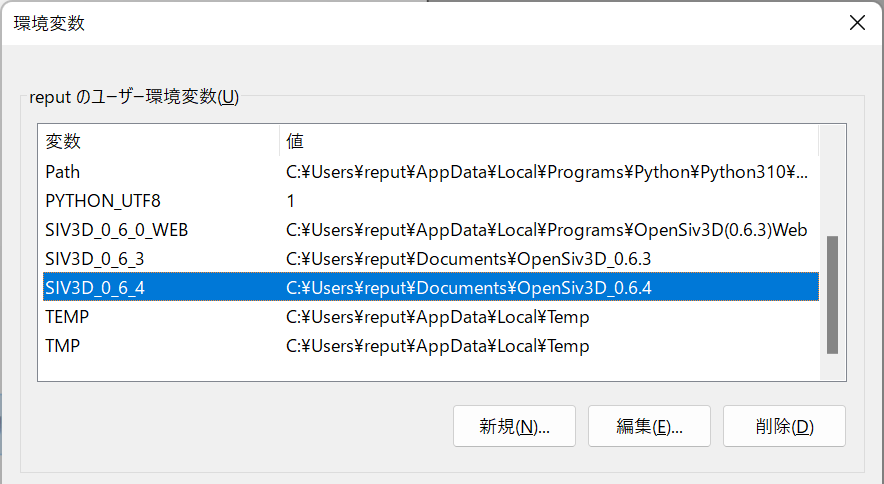 環境変数
reput のユーザー環境変数(U)
変数 値
Path C:¥Users¥reput¥AppData¥Local¥Programs¥Python¥Python310¥...
PYTHON_UTF8 1
SIV3D_0_6_0_WEB C:¥Users¥reput¥AppData¥Local¥Programs¥OpenSiv3D(0.6.3)Web
SIV3D_0_6_3 C:¥Users¥reput¥Documents¥OpenSiv3D_0.6.3
SIV3D_0_6_4 C:¥Users¥reput¥Documents¥OpenSiv3D_0.6.4
TEMP C:¥Users¥reput¥AppData¥Local¥Temp
TMP C:¥Users¥reput¥AppData¥Local¥Temp
新規(N)... 編集(E)... 削除(D)